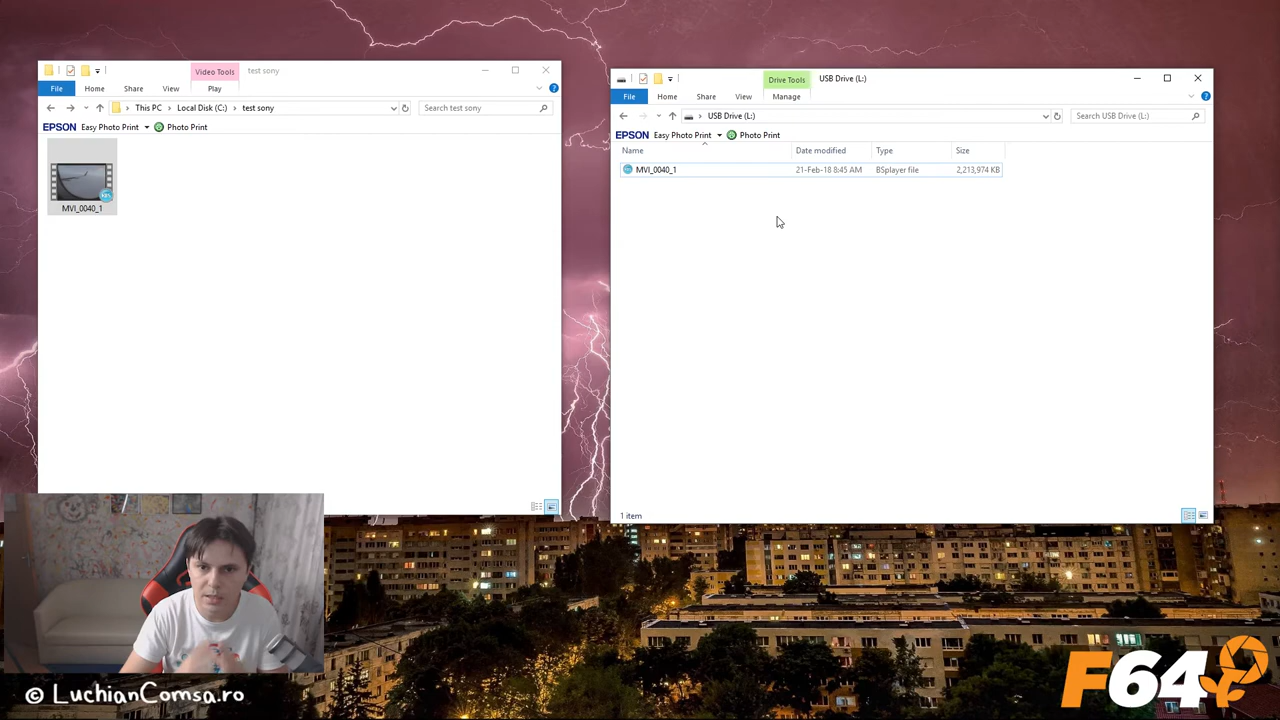 Video Tools test sony
File Home Share View Play
This PC Local Disk (C:) test sony Search test sony
EPSON Easy Photo Print Photo Print
MVI_0040_1
Drive Tools USB Drive (L:)
File Home Share View Manage
USB Drive (L:) Search USB Drive (L:)
EPSON Easy Photo Print Photo Print
Name Date modified Type Size
MVI_0040_1 21-Feb-18 8:45 AM BSplayer file 2,213,974 KB
1 item
© LuchianComsa.ro
F64